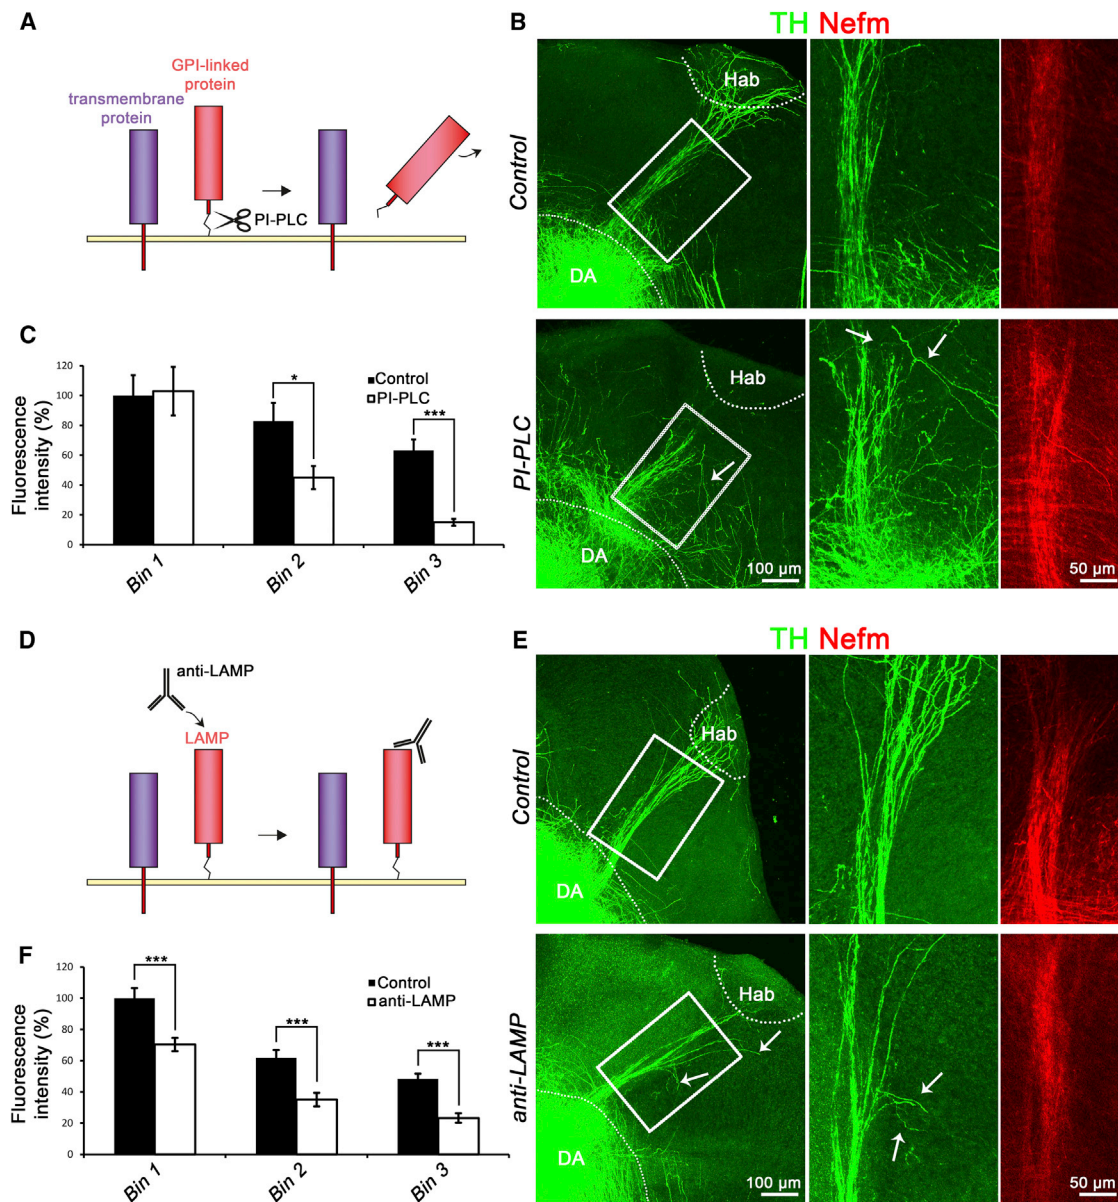 A
GPI-linked
protein
transmembrane
protein
PI-PLC
B
TH Nefm
Control
Hab
DA
PI-PLC
Hab
DA
100 µm
50 µm
C
Fluorescence
intensity (%)
120
100
80
60
40
20
0
*
***
Control
PI-PLC
Bin 1
Bin 2
Bin 3
D
anti-LAMP
LAMP
E
TH Nefm
Control
Hab
DA
anti-LAMP
Hab
DA
100 µm
50 µm
F
Fluorescence
intensity (%)
120
100
80
60
40
20
0
***
***
***
Control
anti-LAMP
Bin 1
Bin 2
Bin 3